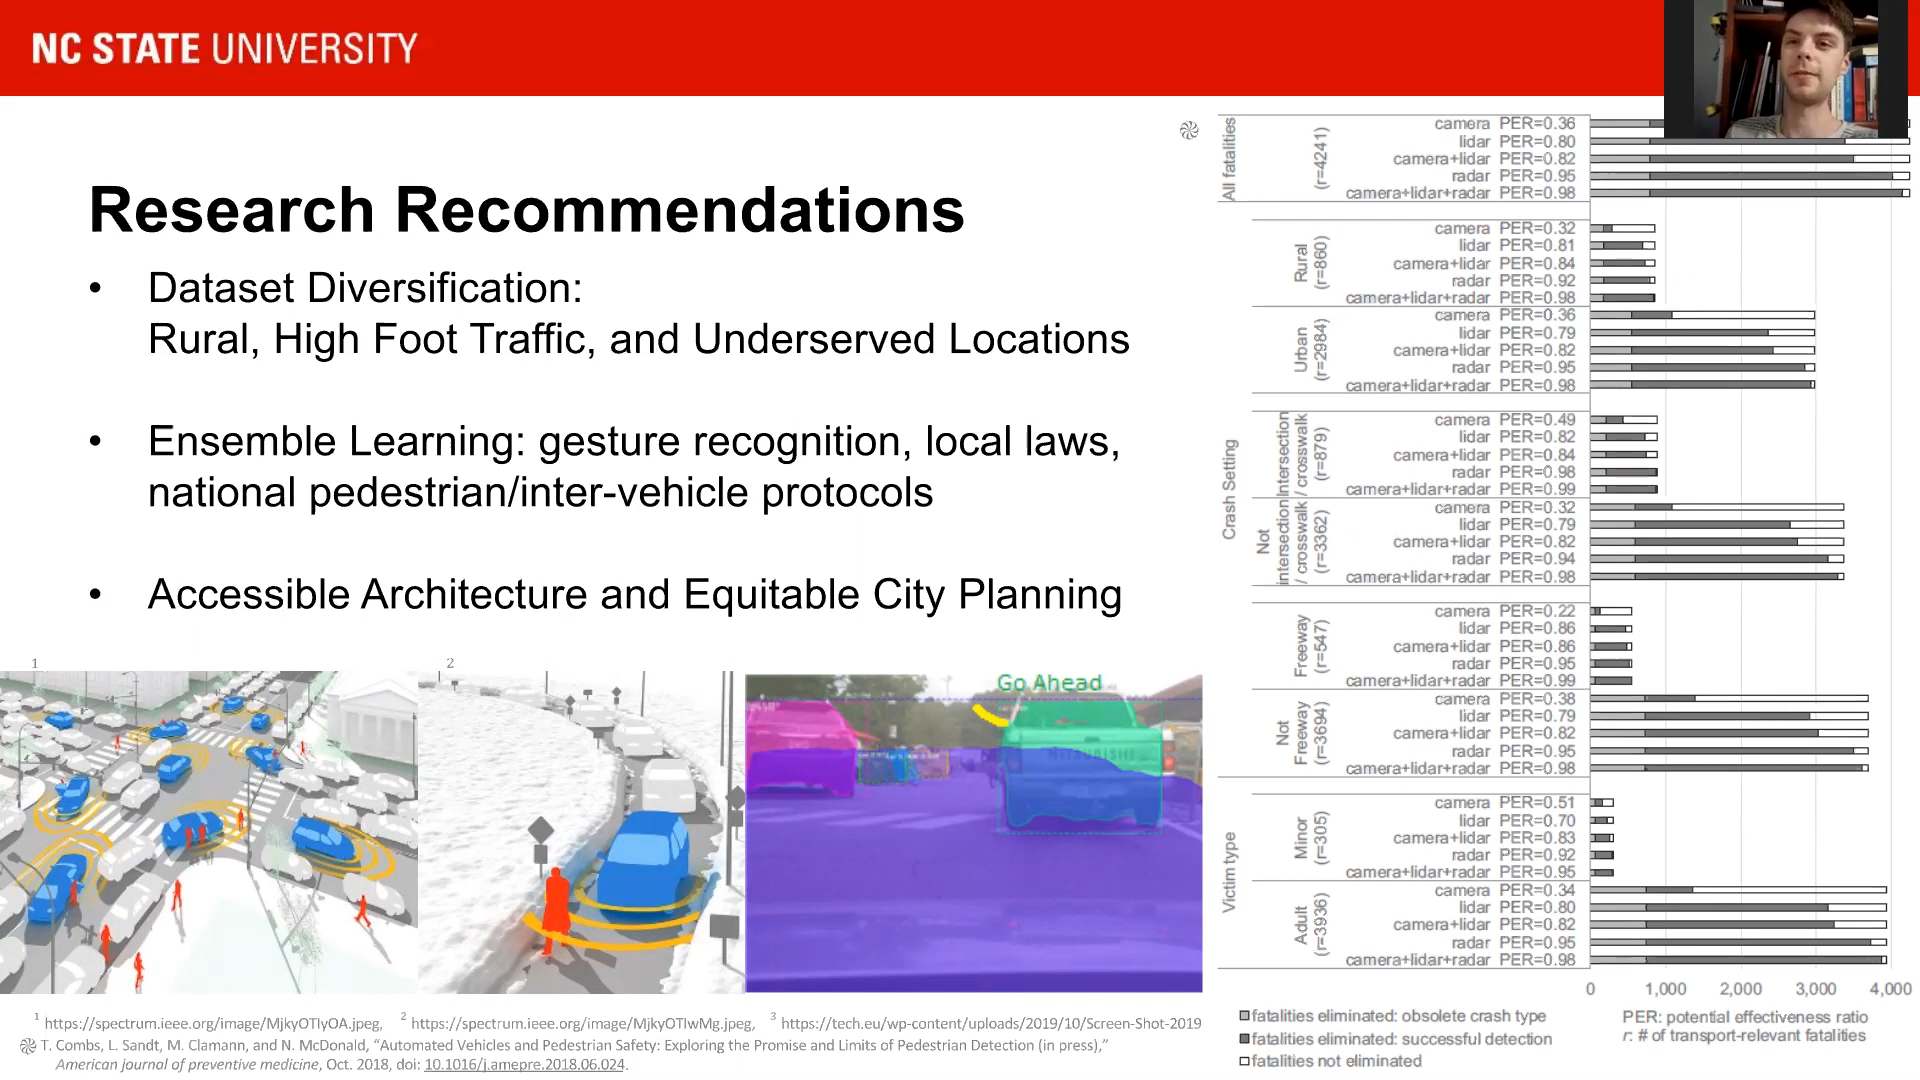 NC STATE UNIVERSITY
Research Recommendations
• Dataset Diversification:
Rural, High Foot Traffic, and Underserved Locations
• Ensemble Learning: gesture recognition, local laws,
national pedestrian/inter-vehicle protocols
• Accessible Architecture and Equitable City Planning
1
2
Go Ahead
MITSUBISHI
1 https://spectrum.ieee.org/image/MjkyOTIyOA.jpeg, 2 https://spectrum.ieee.org/image/MjkyOTIwMg.jpeg, 3 https://tech.eu/wp-content/uploads/2019/10/Screen-Shot-2019
T. Combs, L. Sandt, M. Clamann, and N. McDonald, “Automated Vehicles and Pedestrian Safety: Exploring the Promise and Limits of Pedestrian Detection (in press),”
American journal of preventive medicine, Oct. 2018, doi: 10.1016/j.amepre.2018.06.024.
All fatalities
(r=4241)
camera PER=0.36
lidar PER=0.80
camera+lidar PER=0.82
radar PER=0.95
camera+lidar+radar PER=0.98
Crash Setting
Rural
(r=860)
camera PER=0.32
lidar PER=0.81
camera+lidar PER=0.84
radar PER=0.92
camera+lidar+radar PER=0.98
Urban
(r=2984)
camera PER=0.36
lidar PER=0.79
camera+lidar PER=0.82
radar PER=0.95
camera+lidar+radar PER=0.98
Intersection
/ crosswalk
(r=879)
camera PER=0.49
lidar PER=0.82
camera+lidar PER=0.84
radar PER=0.98
camera+lidar+radar PER=0.99
Not
intersection
/ crosswalk
(r=3362)
camera PER=0.32
lidar PER=0.79
camera+lidar PER=0.82
radar PER=0.94
camera+lidar+radar PER=0.98
Freeway
(r=547)
camera PER=0.22
lidar PER=0.86
camera+lidar PER=0.86
radar PER=0.95
camera+lidar+radar PER=0.99
Not
Freeway
(r=3694)
camera PER=0.38
lidar PER=0.79
camera+lidar PER=0.82
radar PER=0.95
camera+lidar+radar PER=0.98
Victim type
Minor
(r=305)
camera PER=0.51
lidar PER=0.70
camera+lidar PER=0.83
radar PER=0.92
camera+lidar+radar PER=0.95
Adult
(r=3936)
camera PER=0.34
lidar PER=0.80
camera+lidar PER=0.82
radar PER=0.95
camera+lidar+radar PER=0.98
0 1,000 2,000 3,000 4,000
fatalities eliminated: obsolete crash type
fatalities eliminated: successful detection
fatalities not eliminated
PER: potential effectiveness ratio
r: # of transport-relevant fatalities